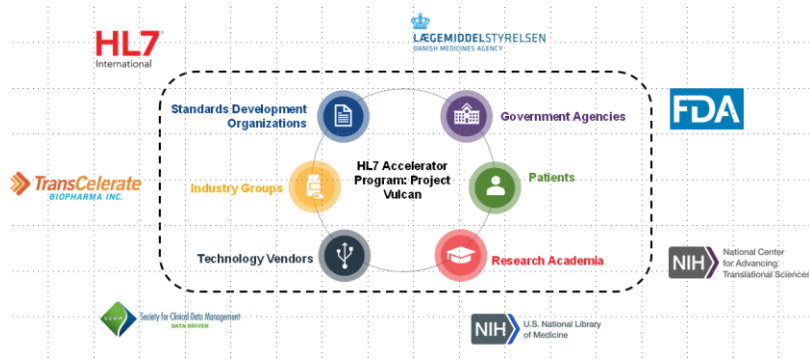 HL7
International
LÆGEMIDDELSTYRELSEN
DANISH MEDICINES AGENCY
Standards Development
Organizations
Government Agencies
FDA
HL7 Accelerator
Program: Project
Vulcan
TransCelerate
BIOPHARMA INC.
Industry Groups
Patients
Technology Vendors
Research Academia
NIH
National Center
for Advancing
Translational Sciences
SCDM
Society for Clinical Data Management
DATA DRIVEN
NIH
U.S. National Library
of Medicine